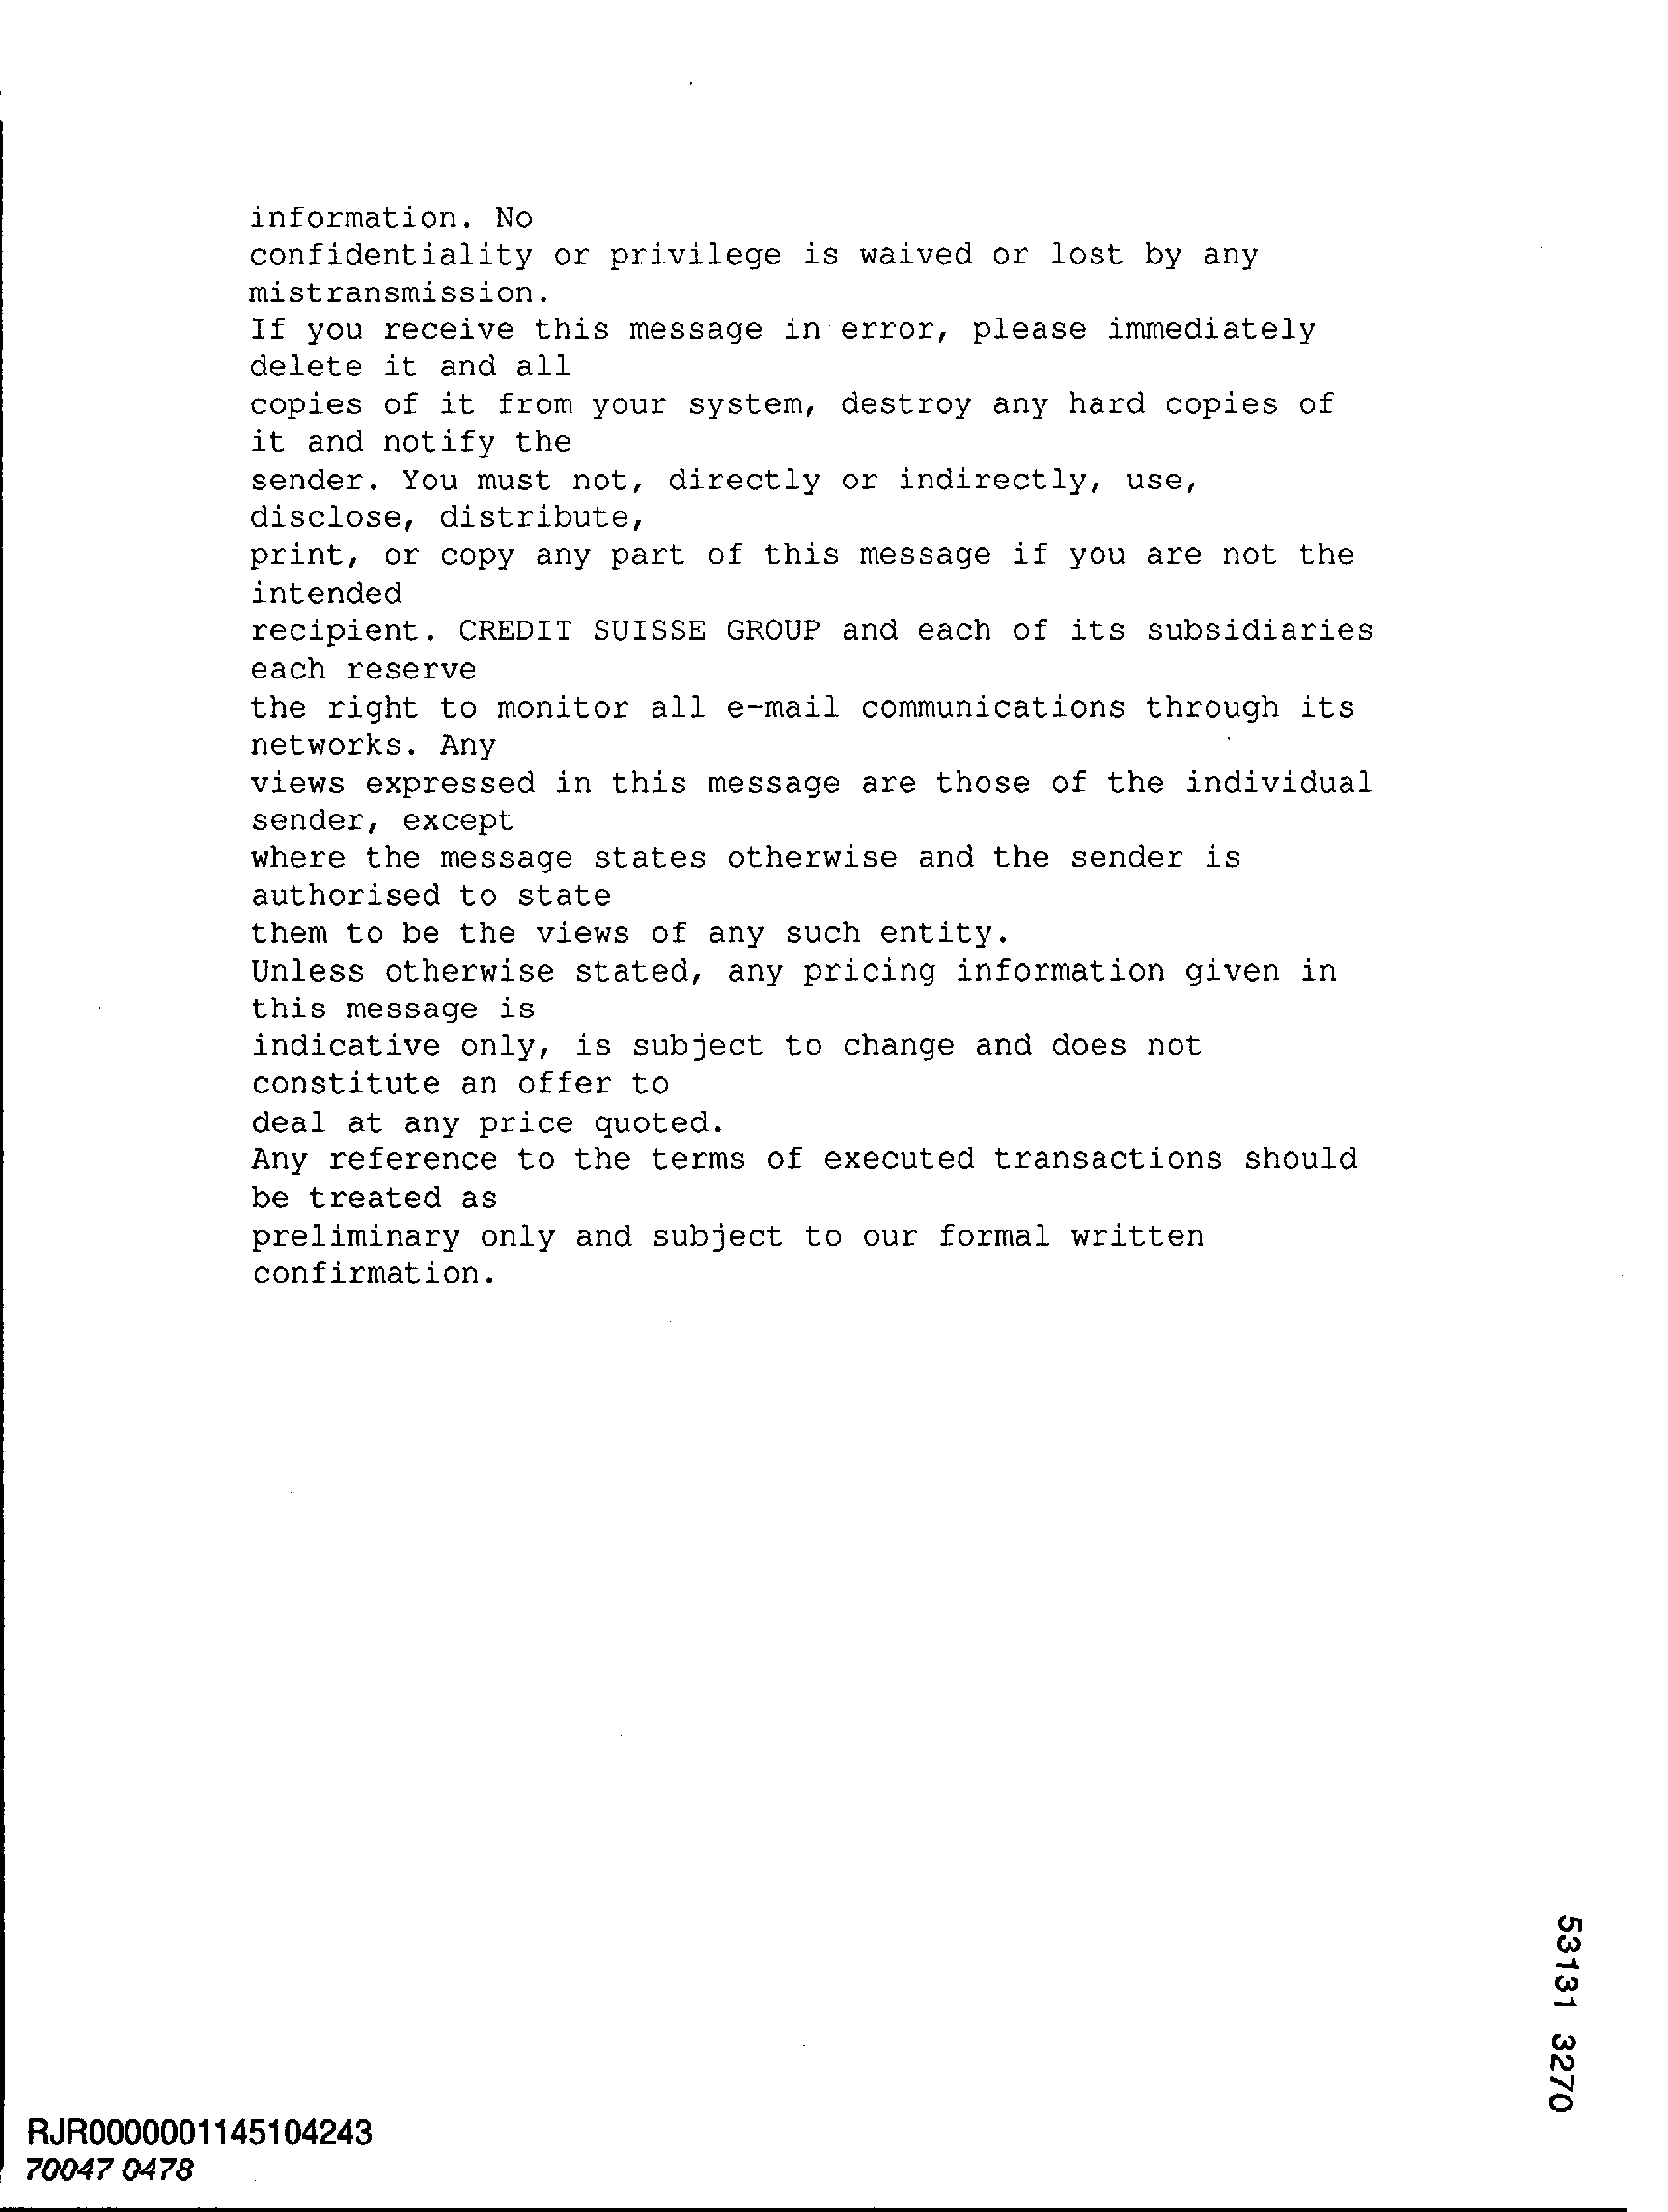 information. No
confidentiality or privilege is waived or lost by any
mistransmission.
If you receive this message in error, please immediately
delete it and all
copies of it from your system, destroy any hard copies of
it and notify the
sender. You must not, directly or indirectly, use,
disclose, distribute,
print, or copy any part of this message if you are not the
intended
recipient. CREDIT SUISSE GROUP and each of its subsidiaries
each reserve
the right to monitor all e-mail communications through its
networks. Any
views expressed in this message are those of the individual
sender, except
where the message states otherwise and the sender is
authorised to state
them to be the views of any such entity.
Unless otherwise stated, any pricing information given in
this message is
indicative only, is subject to change and does not
constitute an offer to
deal at any price quoted.
Any reference to the terms of executed transactions should
be treated as
preliminary only and subject to our formal written
confirmation.
53131 3270
RJR0000001145104243
70047 0478